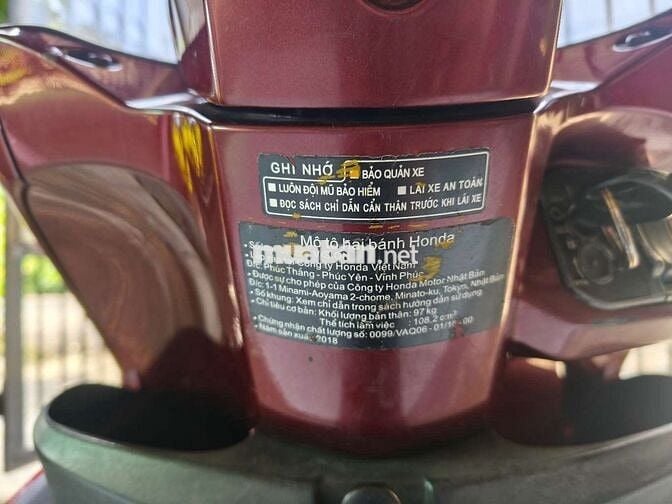 GHI NHỚ
BẢO QUẢN XE
LUÔN ĐỘI MŨ BẢO HIỂM LÁI XE AN TOÀN
ĐỌC SÁCH CHỈ DẪN CẨN THẬN TRƯỚC KHI LÁI XE
Mô tô hai bánh Honda
muaban.net
Công ty Honda Việt Nam
Đ/c: Phúc Thắng - Phúc Yên - Vĩnh Phúc
Được sự cho phép của Công ty Honda Motor Nhật Bản
Đ/c: 1-1 Minami-Aoyama 2-chome, Minato-ku, Tokyo, Nhật Bản
Số khung: Xem chỉ dẫn trong sách hướng dẫn sử dụng.
Chỉ tiêu cơ bản: Khối lượng bản thân: 97 kg
Thể tích làm việc : 108,2 cm³
Chứng nhận chất lượng số: 0099/VAQ06 - 01/
Năm sản xuất: 2018